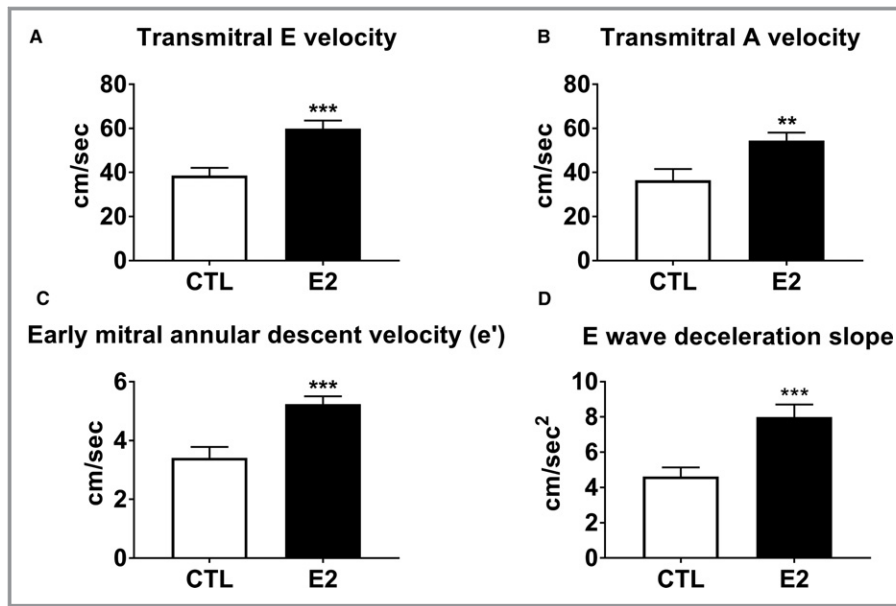 A
Transmitral E velocity
cm/sec
80
60
40
20
0
***
CTL
E2
B
Transmitral A velocity
cm/sec
80
60
40
20
0
**
CTL
E2
C
Early mitral annular descent velocity (e')
cm/sec
6
4
2
0
***
CTL
E2
D
E wave deceleration slope
cm/sec²
10
8
6
4
2
0
***
CTL
E2